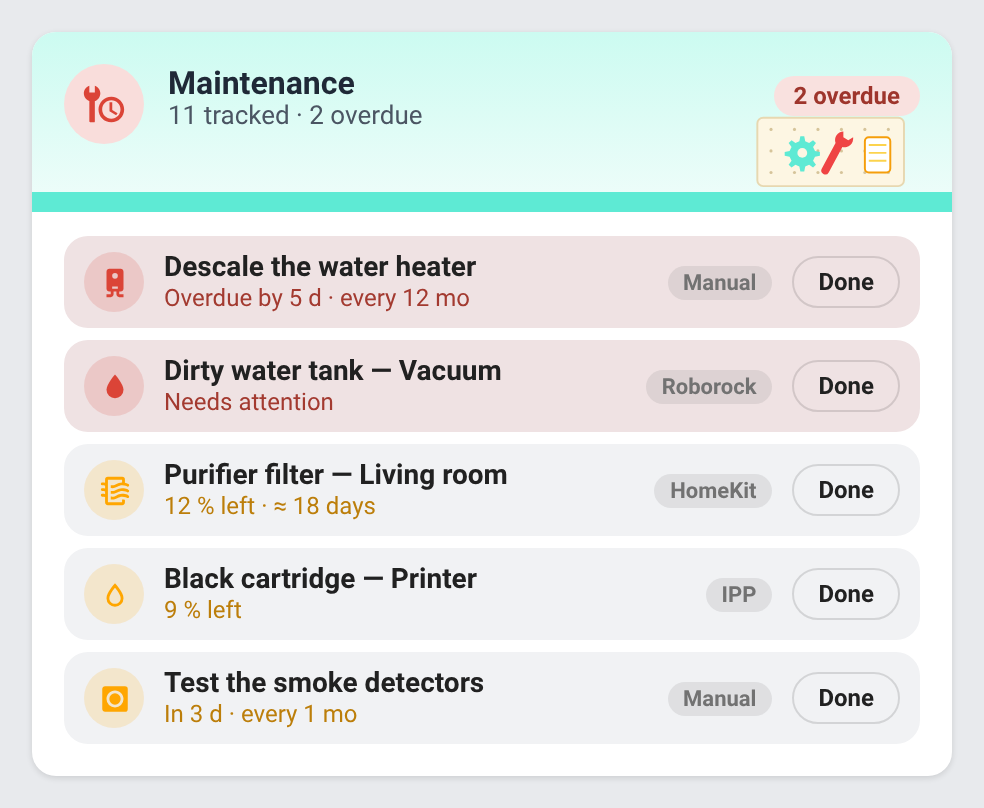 Maintenance
11 tracked · 2 overdue
2 overdue
Descale the water heater
Overdue by 5 d · every 12 mo
Manual
Done
Dirty water tank — Vacuum
Needs attention
Roborock
Done
Purifier filter — Living room
12 % left · ≈ 18 days
HomeKit
Done
Black cartridge — Printer
9 % left
IPP
Done
Test the smoke detectors
In 3 d · every 1 mo
Manual
Done